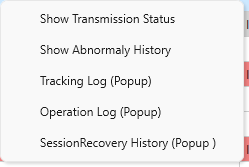 Show Transmission Status
Show Abnormaly History
Tracking Log (Popup)
Operation Log (Popup)
SessionRecovery History (Popup )